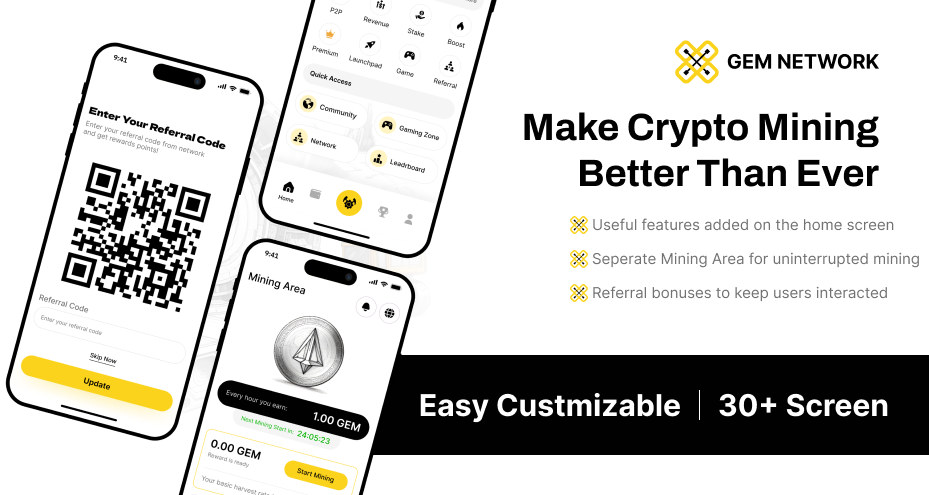 9:41
Enter Your Referral Code
Enter your referral code from network
and get rewards points!
Referral Code
Enter your referral code
Skip Now
Update
P2P
Revenue
Stake
Boost
Premium
Launchpad
Game
Referral
Quick Access
Community
Gaming Zone
Network
Leadrboard
Home
9:41
Mining Area
Every hour you earn:
1.00 GEM
Next Mining Start in: 24:05:23
0.00 GEM
Reward is ready
Start Mining
Your basic harvest rate
GEM NETWORK
Make Crypto Mining
Better Than Ever
Useful features added on the home screen
Seperate Mining Area for uninterrupted mining
Referral bonuses to keep users interacted
Easy Custmizable | 30+ Screen